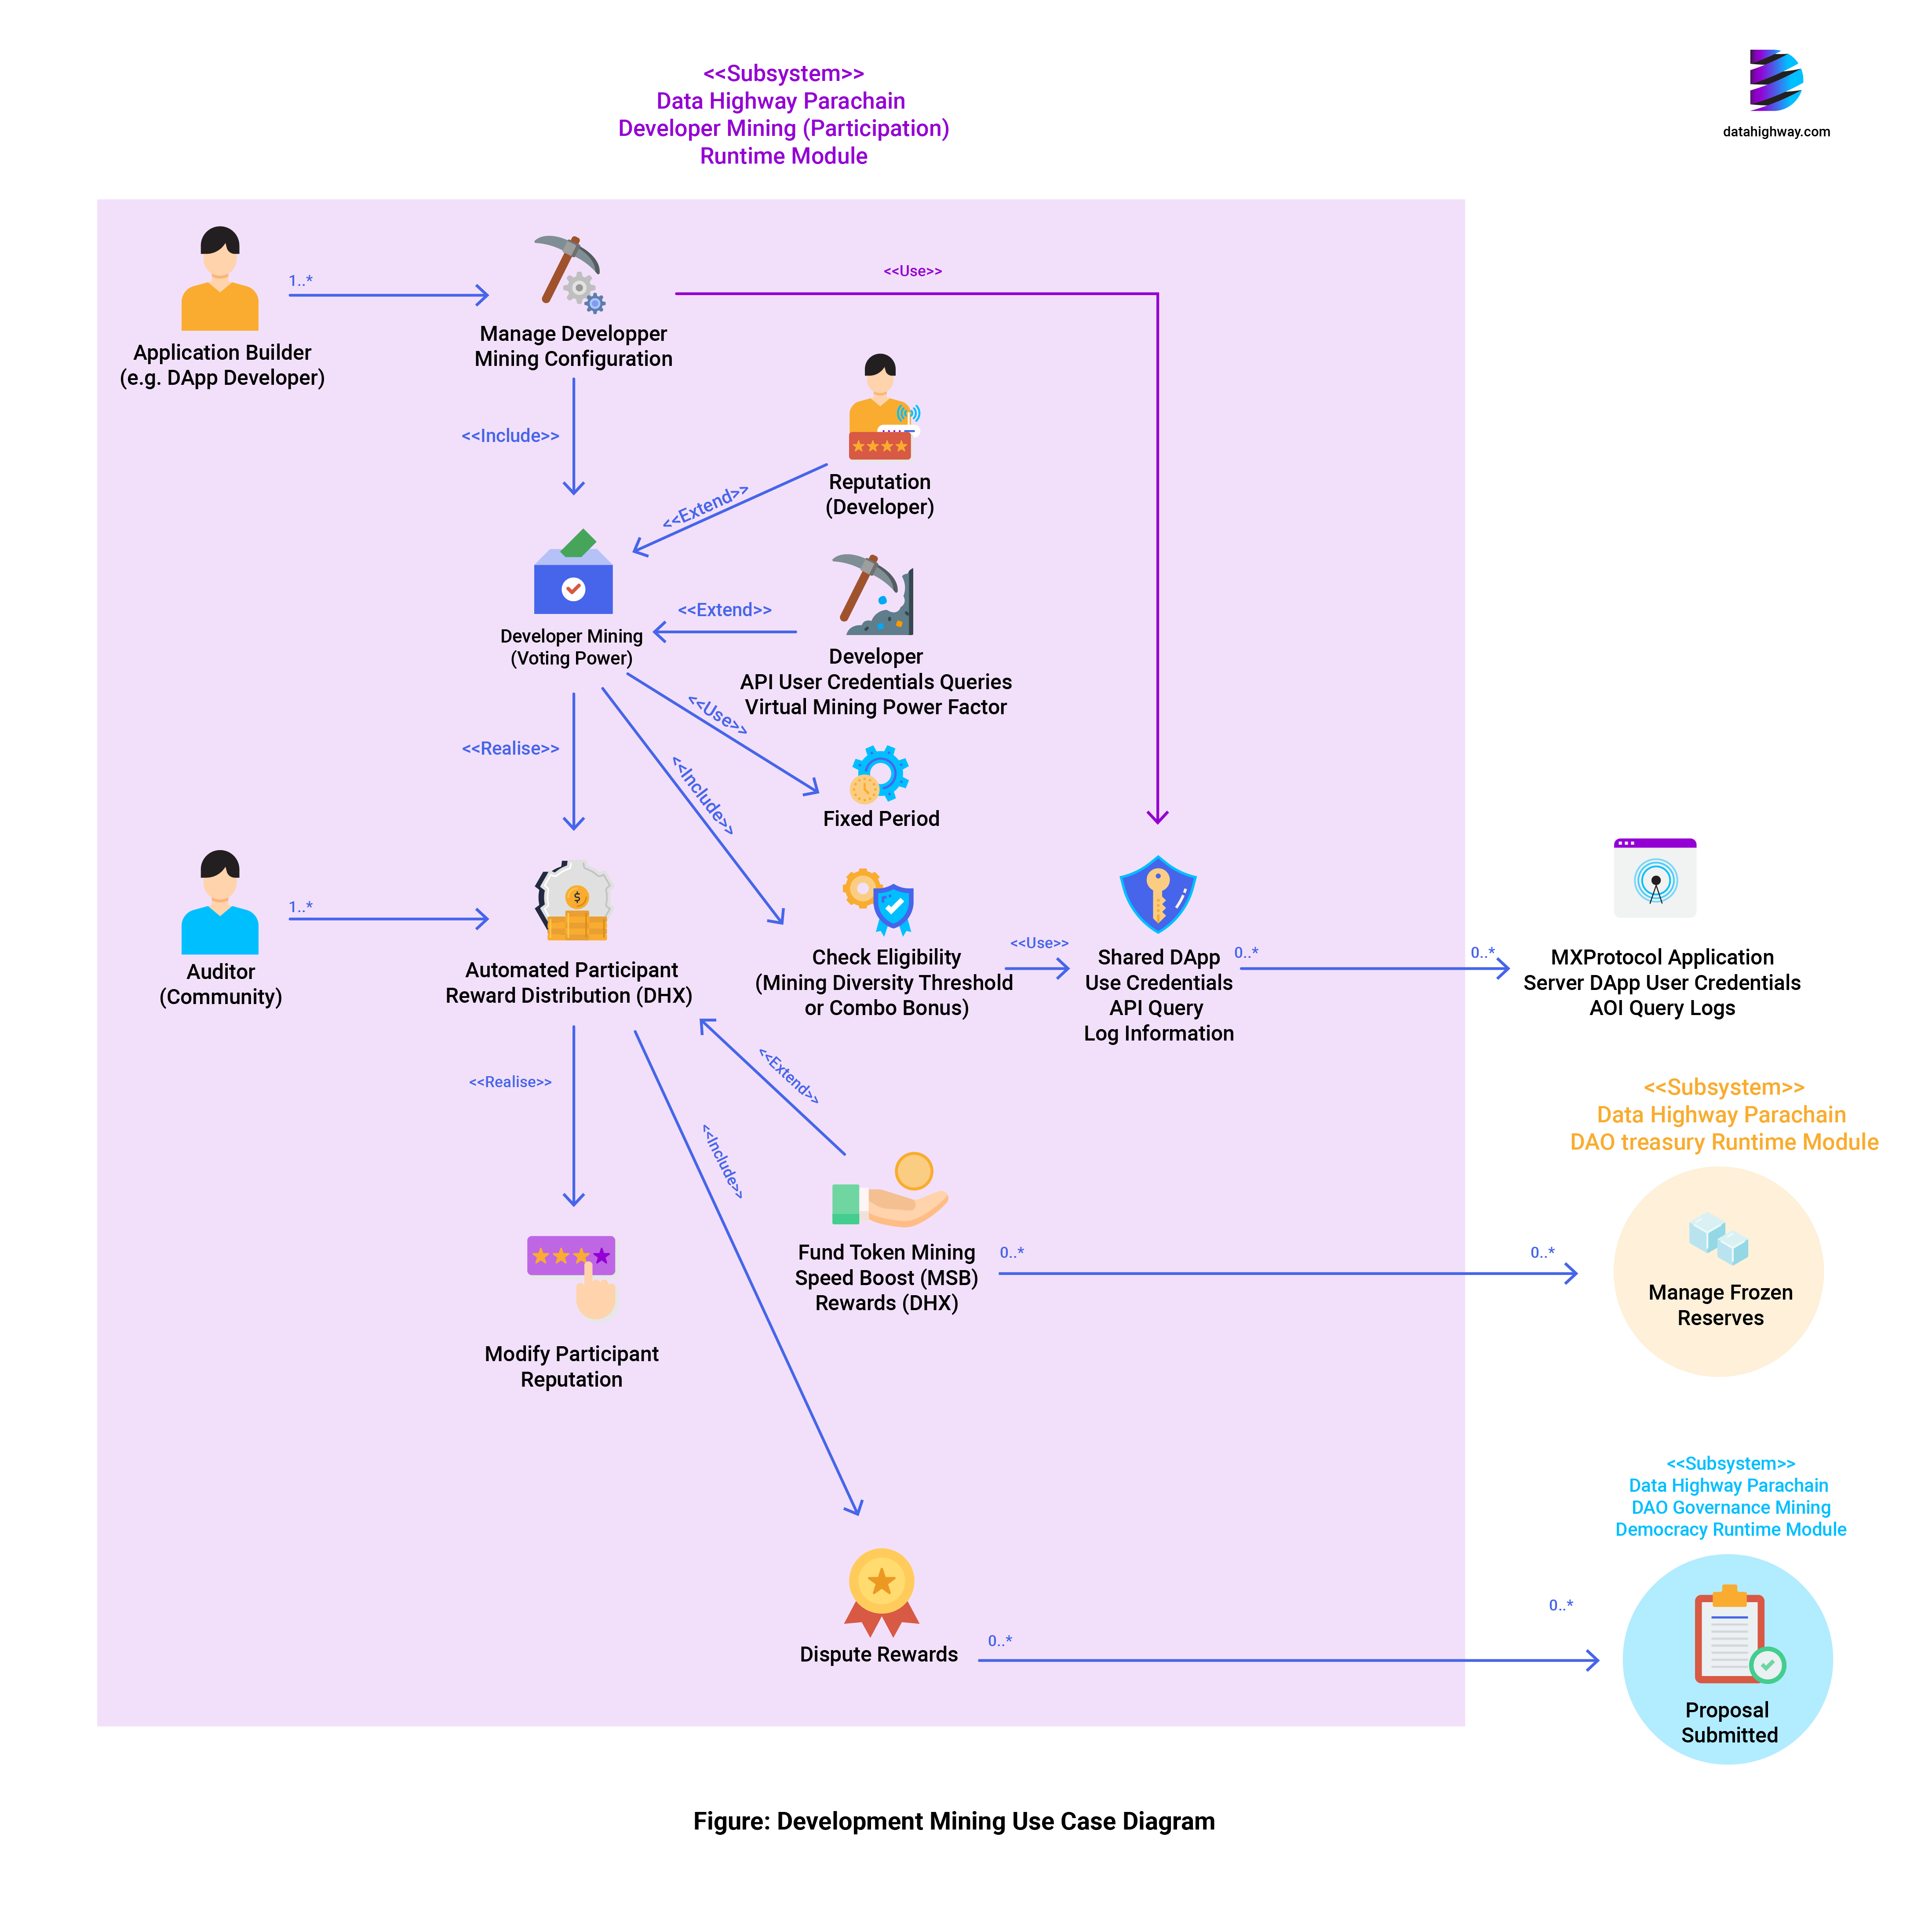 <<Subsystem>>
Data Highway Parachain
Developer Mining (Participation)
Runtime Module
datahighway.com
1..*
<<Use>>
Application Builder
(e.g. DApp Developer)
Manage Developper
Mining Configuration
<<Include>>
Reputation
(Developer)
<<Extend>>
Developer Mining
(Voting Power)
<<Extend>>
Developer
API User Credentials Queries
Virtual Mining Power Factor
<<Use>>
<<Realise>>
<<Include>>
Fixed Period
1..*
Auditor
(Community)
Automated Participant
Reward Distribution (DHX)
Check Eligibility
(Mining Diversity Threshold
or Combo Bonus)
<<Use>>
Shared DApp
Use Credentials
API Query
Log Information
0..*
0..*
MXProtocol Application
Server DApp User Credentials
AOI Query Logs
<<Realise>>
<<Extend>>
<<Include>>
<<Subsystem>>
Data Highway Parachain
DAO treasury Runtime Module
Fund Token Mining
Speed Boost (MSB)
Rewards (DHX)
0..*
0..*
Manage Frozen
Reserves
Modify Participant
Reputation
<<Subsystem>>
Data Highway Parachain
DAO Governance Mining
Democracy Runtime Module
Dispute Rewards
0..*
0..*
Proposal
Submitted
Figure: Development Mining Use Case Diagram